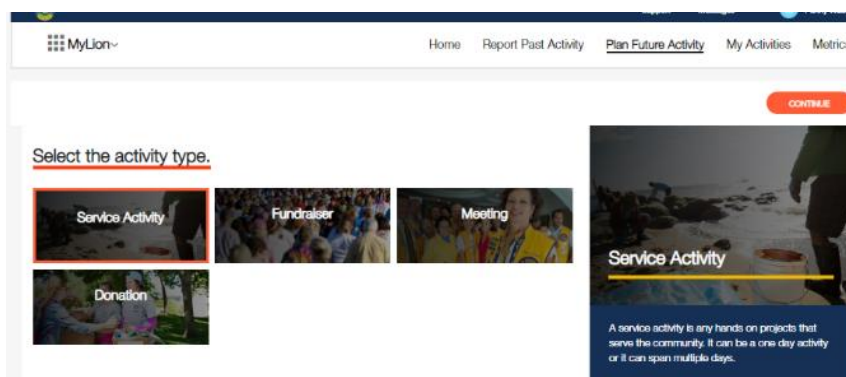 MyLion
Home Report Past Activity Plan Future Activity My Activities Metric
CONTINUE
Select the activity type.
Service Activity Fundraiser Meeting
Donation
Service Activity
A service activity is any hands on projects that
serve the community. It can be a one day activity
or it can span multiple days.